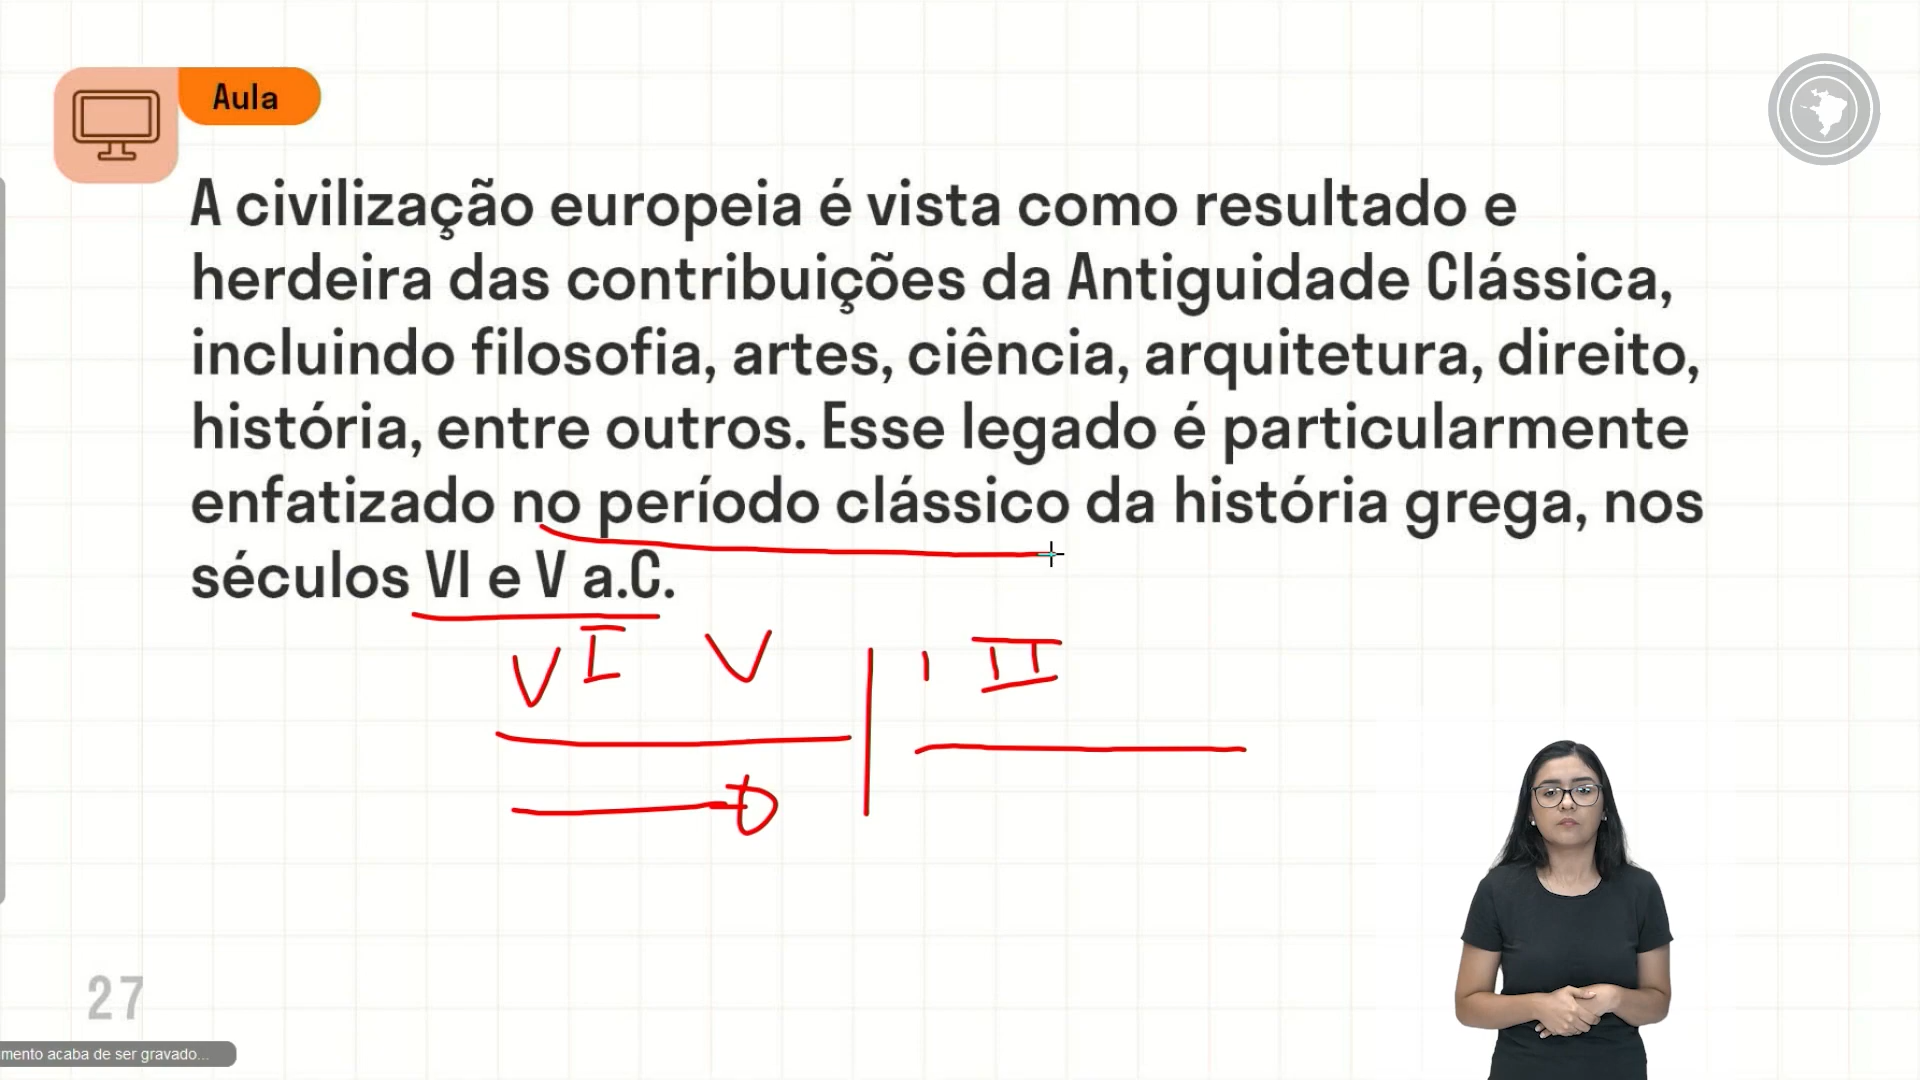 Aula
A civilização europeia é vista como resultado e
herdeira das contribuições da Antiguidade Clássica,
incluindo filosofia, artes, ciência, arquitetura, direito,
história, entre outros. Esse legado é particularmente
enfatizado no período clássico da história grega, nos
séculos VI e V a.C.
VI V | I II
27
mento acaba de ser gravado...